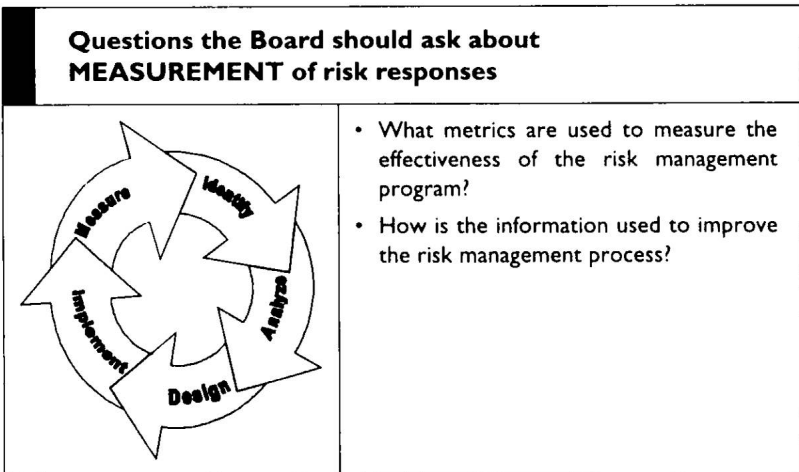 Questions the Board should ask about
MEASUREMENT of risk responses
Measure
Identify
Analyze
Design
Implement
• What metrics are used to measure the
effectiveness of the risk management
program?
• How is the information used to improve
the risk management process?